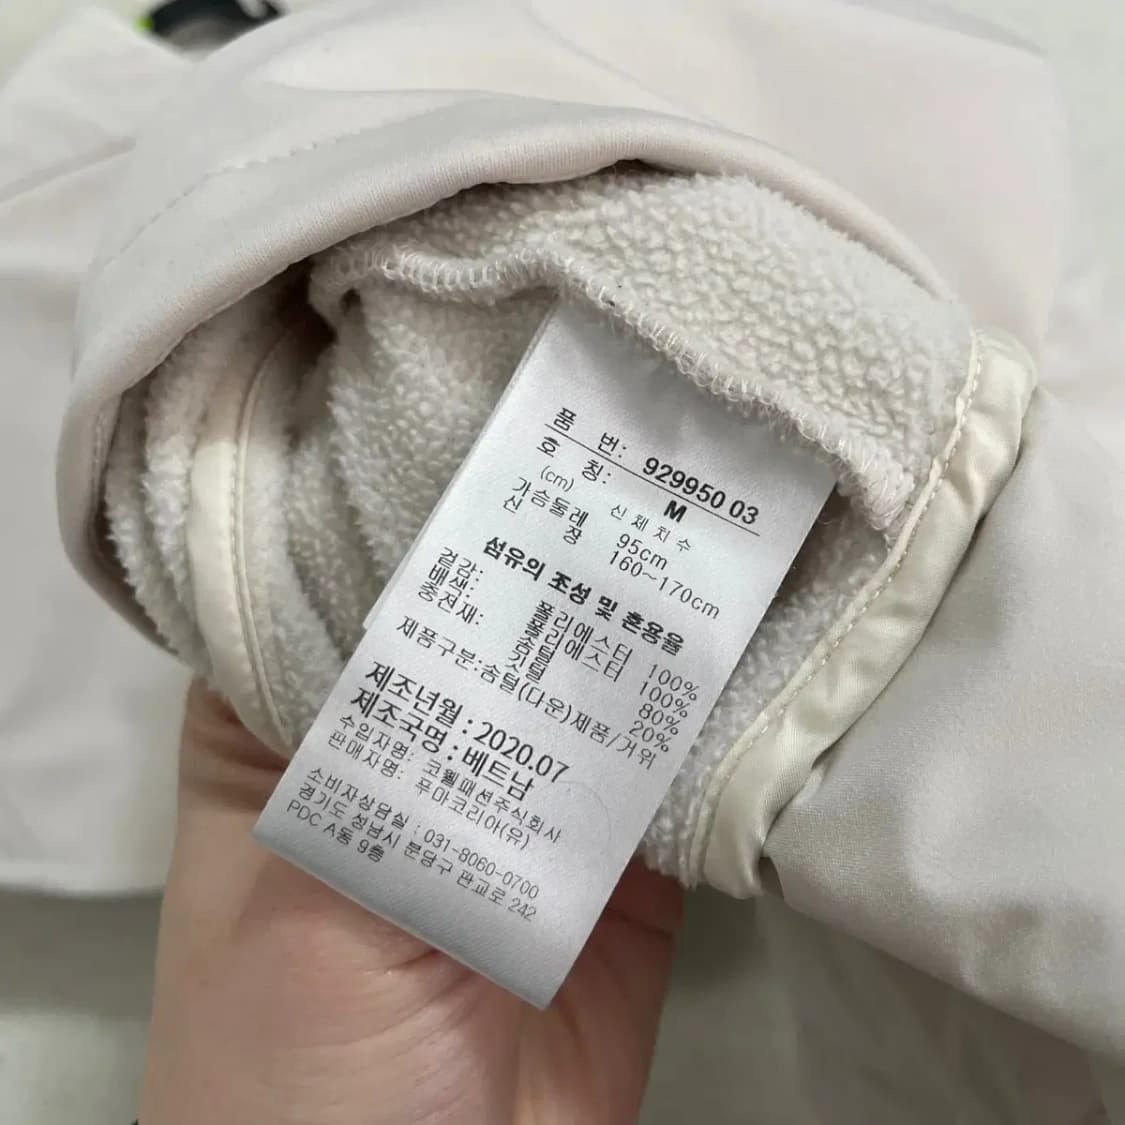 품 번: 929950 03
호 칭: M
(cm) 신 체 치 수
가슴둘레 95cm
신 장 160~170cm
섬유의 조성 및 혼용율
겉감: 폴리에스터 100%
배색: 폴리에스터 100%
충전재: 솜털 80%
깃털 20%
제품구분:솜털(다운)제품/거위
제조년월 : 2020.07
제조국명 : 베트남
수입자명: 코웰패션주식회사
판매자명: 푸마코리아(유)
소비자상담실 : 031-8060-0700
경기도 성남시 분당구 판교로 242
PDC A동 9층